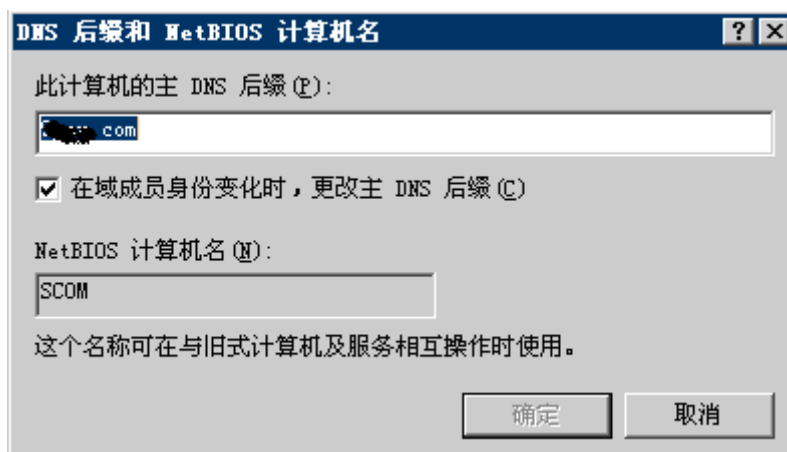 DNS 后缀和 NetBIOS 计算机名
此计算机的主 DNS 后缀(P):
.com
在域成员身份变化时，更改主 DNS 后缀(C)
NetBIOS 计算机名(N):
SCOM
这个名称可在与旧式计算机及服务相互操作时使用。
确定 取消